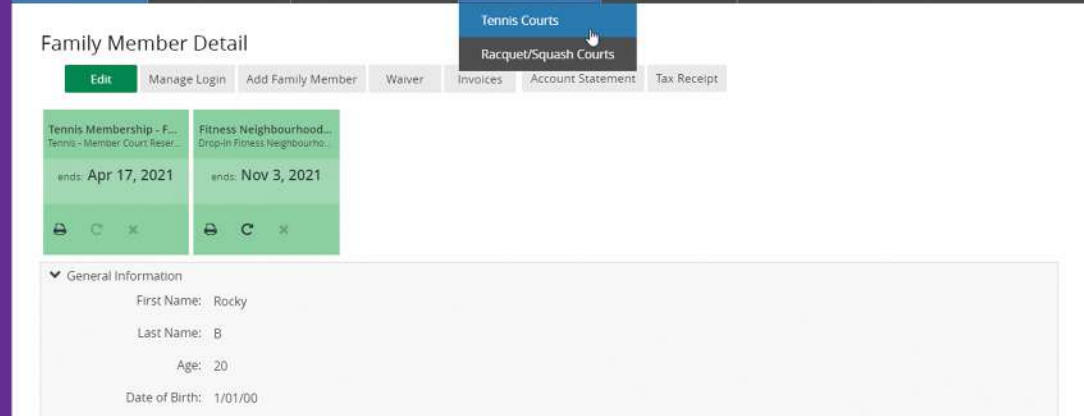 Tennis Courts
Racquet/Squash Courts
Family Member Detail
Edit Manage Login Add Family Member Waiver Invoices Account Statement Tax Receipt
Tennis Membership - F... Fitness Neighbourhood...
Tennis - Member Court Reser... Drop-in Fitness Neighbourho...
ends: Apr 17, 2021 ends: Nov 3, 2021
General Information
First Name: Rocky
Last Name: B
Age: 20
Date of Birth: 1/01/00